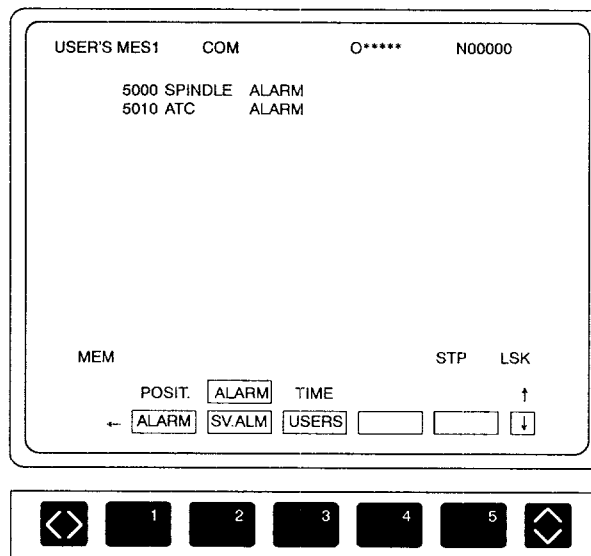 USER'S MES1 COM O***** N00000
5000 SPINDLE ALARM
5010 ATC ALARM
MEM STP LSK
POSIT. ALARM TIME ↑
← ALARM SV.ALM USERS ↓
1 2 3 4 5